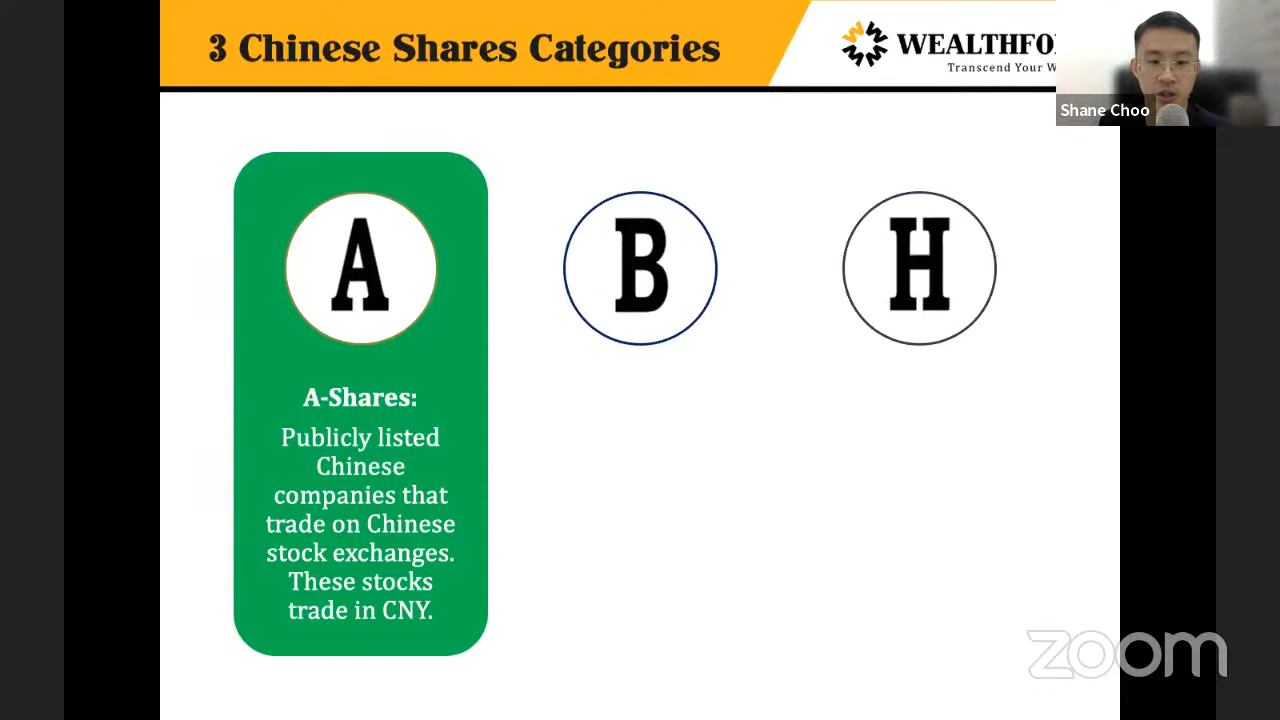 3 Chinese Shares Categories
WEALTHFO
Transcend Your W
Shane Choo
A
B
H
A-Shares:
Publicly listed
Chinese
companies that
trade on Chinese
stock exchanges.
These stocks
trade in CNY.
zoom